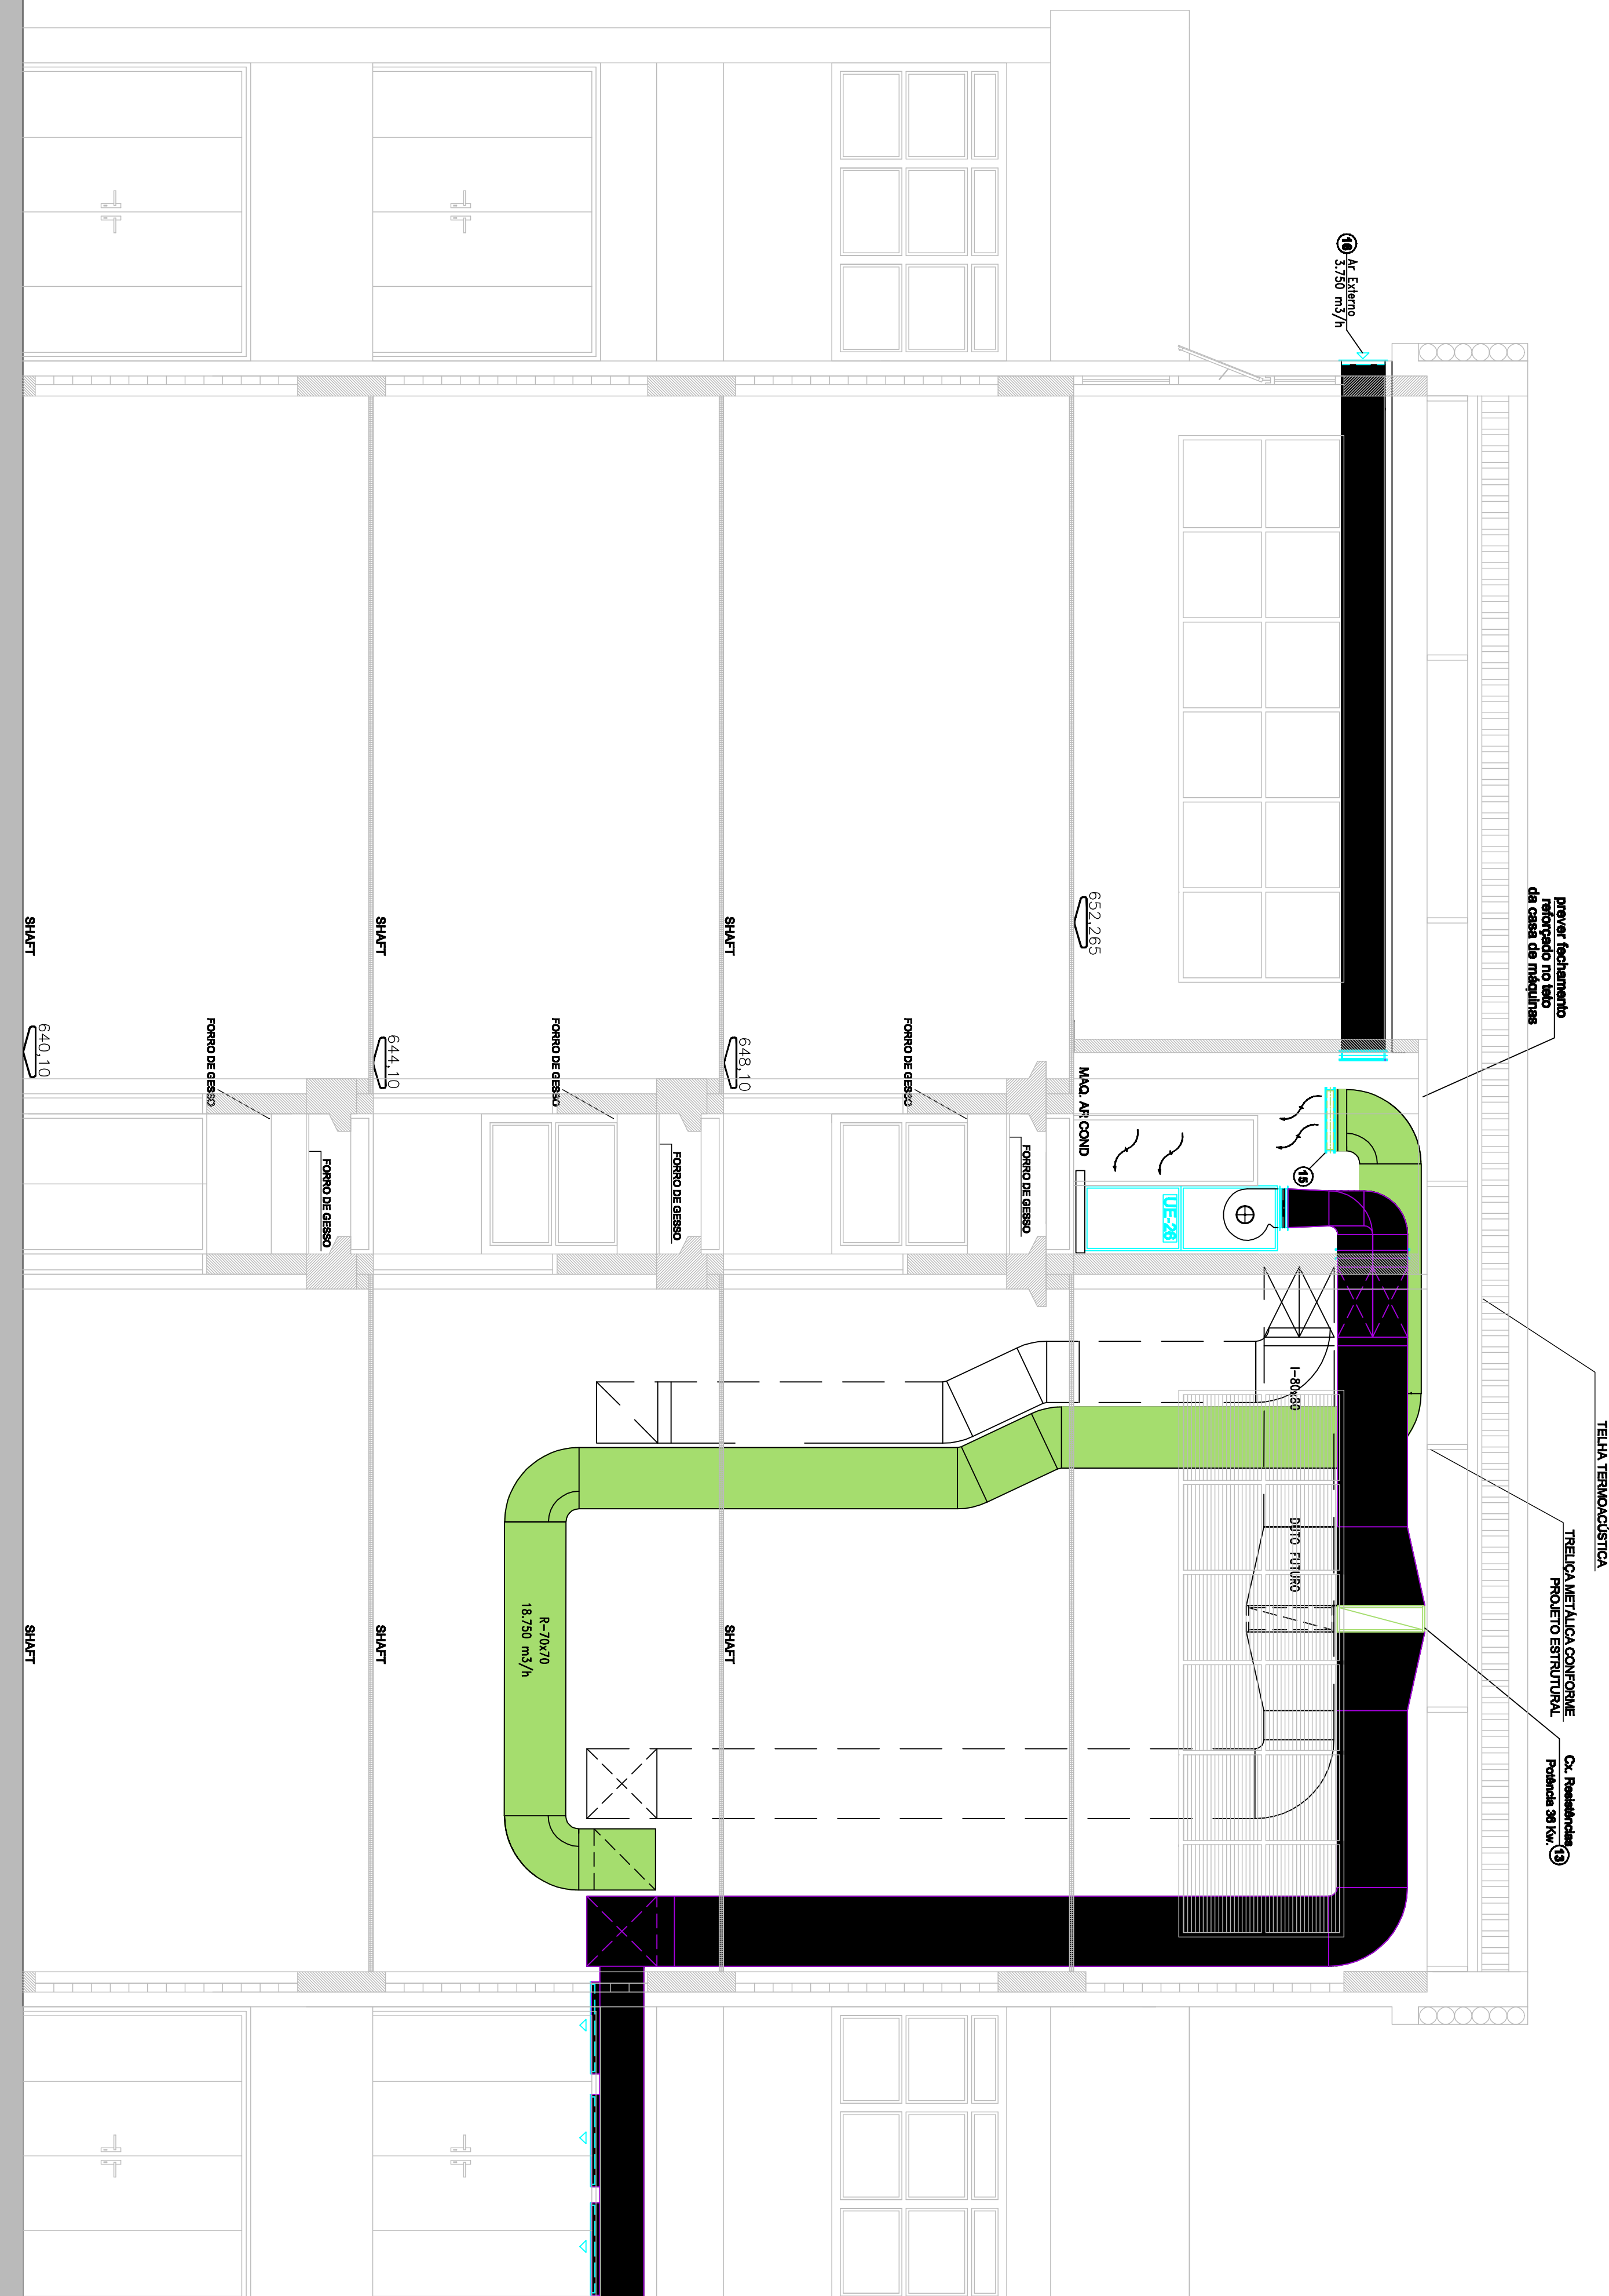 TELHA TERMOACÚSTICA
TRELIÇA METÁLICA CONFORME
PROJETO ESTRUTURAL
Cx. Resistências
Potência 36 Kw.
13
prever fechamento
reforçado no teto
da casa de máquinas
16
Ar Externo
3.750 m3/h
15
UE-26
MAQ. AR COND
I-80x80
DUTO FUTURO
652,265
FORRO DE GESSO
FORRO DE GESSO
SHAFT
648,10
SHAFT
FORRO DE GESSO
FORRO DE GESSO
R-70x70
18.750 m3/h
SHAFT
644,10
SHAFT
FORRO DE GESSO
FORRO DE GESSO
SHAFT
640,10
SHAFT